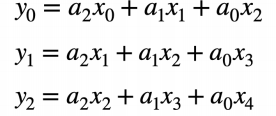 y₀ = a₂x₀ + a₁x₁ + a₀x₂
y₁ = a₂x₁ + a₁x₂ + a₀x₃
y₂ = a₂x₂ + a₁x₃ + a₀x₄